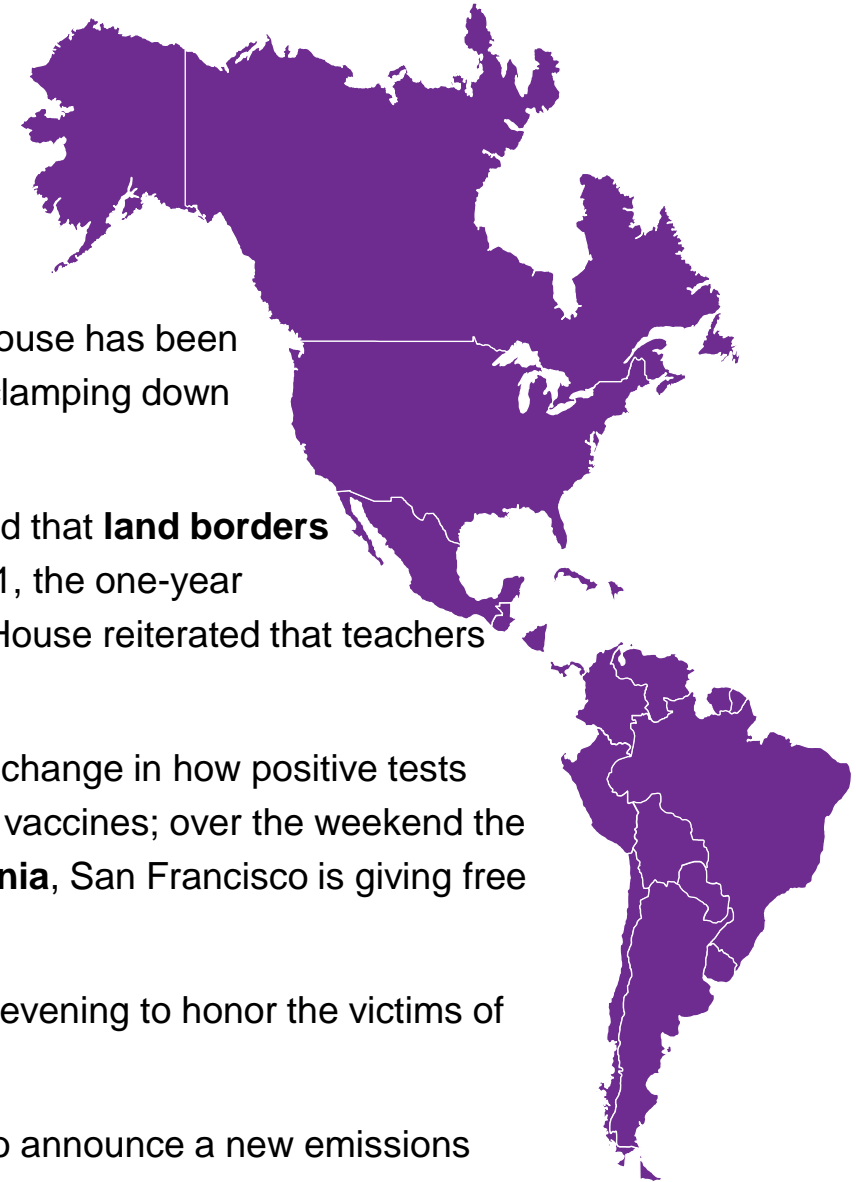 ouse has been
clamping down
d that land borders
1, the one-year
House reiterated that teachers
change in how positive tests
vaccines; over the weekend the
nia, San Francisco is giving free
evening to honor the victims of
o announce a new emissions